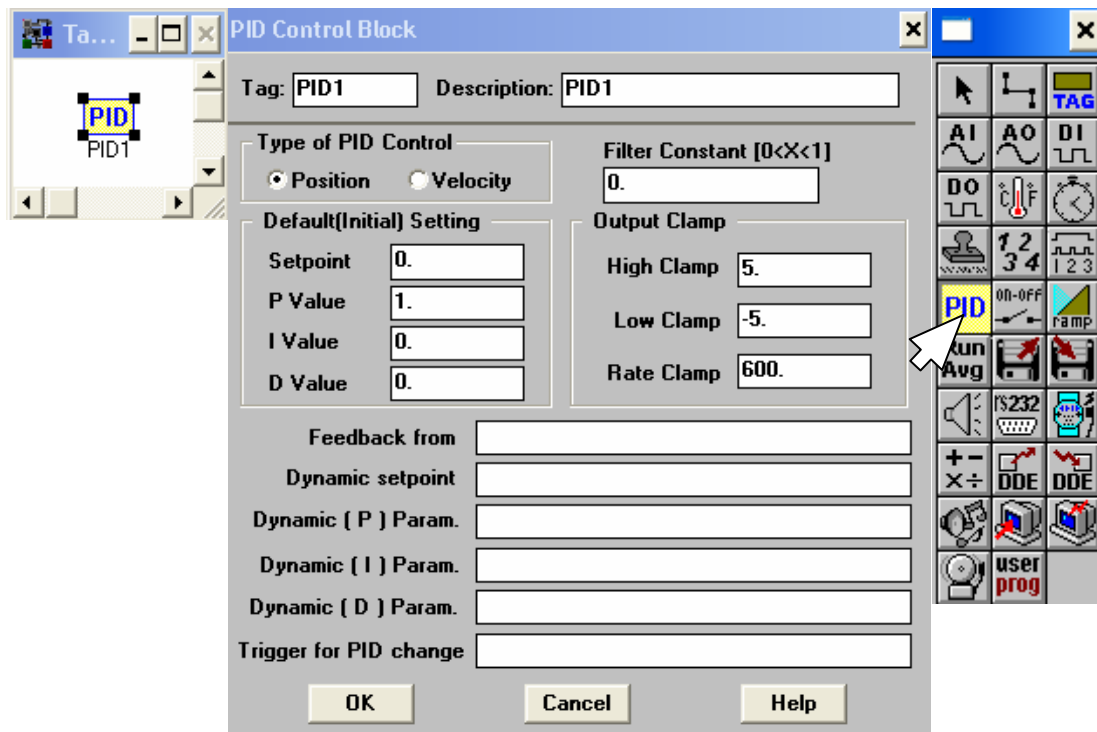 Ta...
PID
PID1
PID Control Block
Tag: PID1 Description: PID1
Type of PID Control
Position Velocity
Filter Constant [0<X<1]
0.
Default(Initial) Setting
Setpoint 0.
P Value 1.
I Value 0.
D Value 0.
Output Clamp
High Clamp 5.
Low Clamp -5.
Rate Clamp 600.
Feedback from
Dynamic setpoint
Dynamic ( P ) Param.
Dynamic ( I ) Param.
Dynamic ( D ) Param.
Trigger for PID change
OK Cancel Help
TAG
AI AO DI
DO °C °F
1 2 3 4 1 2 3
PID ON-OFF ramp
Run Avg
rs232
+ − × ÷ DDE DDE
user prog